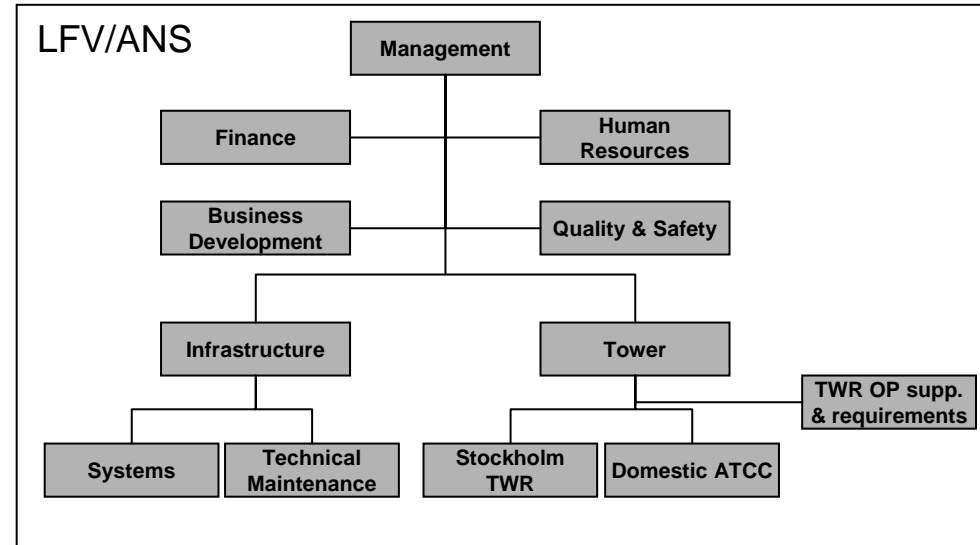 LFV/ANS
Management
Finance
Human
Resources
Business
Development
Quality & Safety
Infrastructure
Tower
TWR OP supp.
& requirements
Systems
Technical
Maintenance
Stockholm
TWR
Domestic ATCC